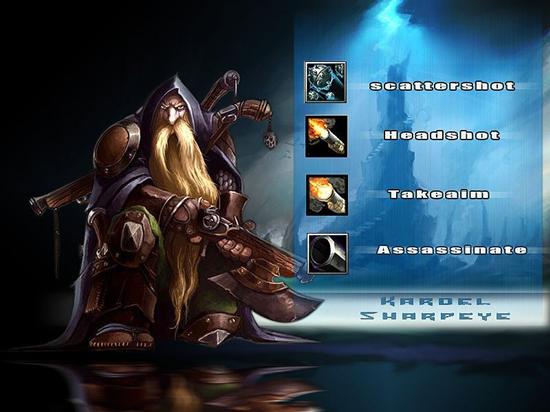 scattershot
Headshot
Takeaim
Assassinate
Kardel
Sharpeye